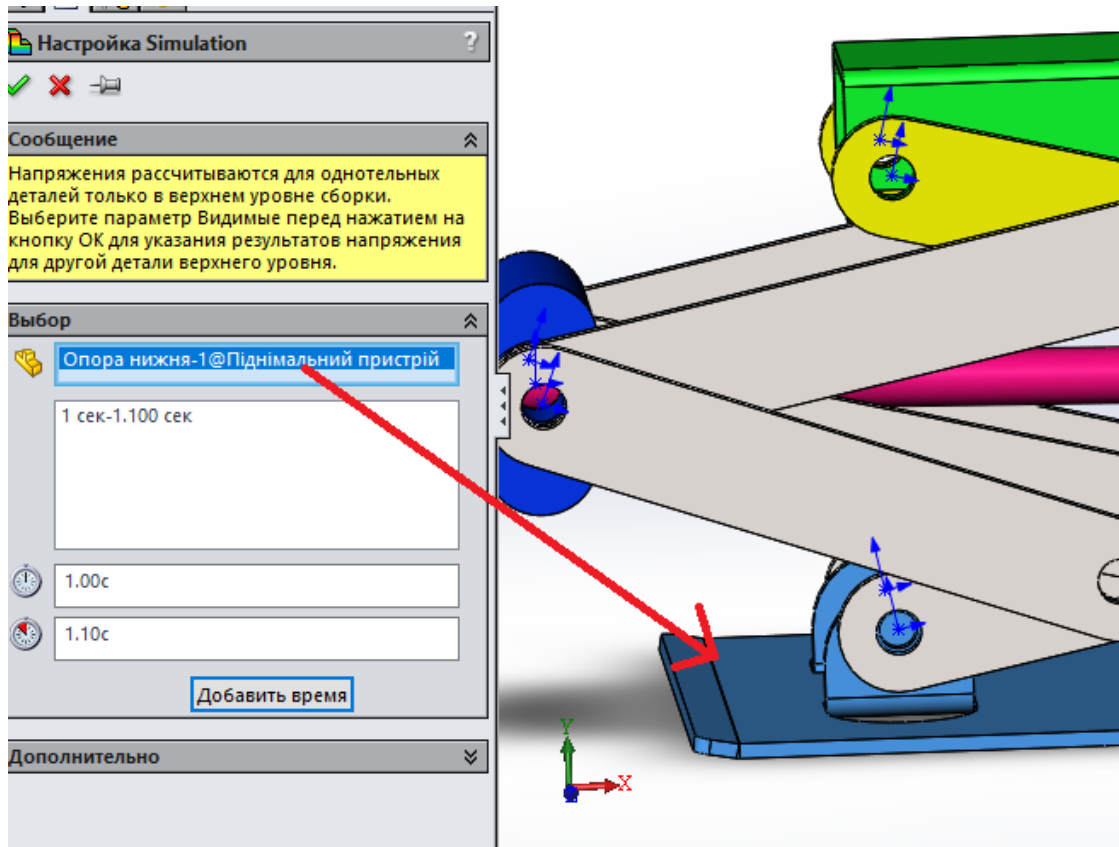 Настройка Simulation
?
Сообщение
Напряжения рассчитываются для однотельных
деталей только в верхнем уровне сборки.
Выберите параметр Видимые перед нажатием на
кнопку ОК для указания результатов напряжения
для другой детали верхнего уровня.
Выбор
Опора нижня-1@Піднімальний пристрій
1 сек-1.100 сек
1.00с
1.10с
Добавить время
Дополнительно
Y
X